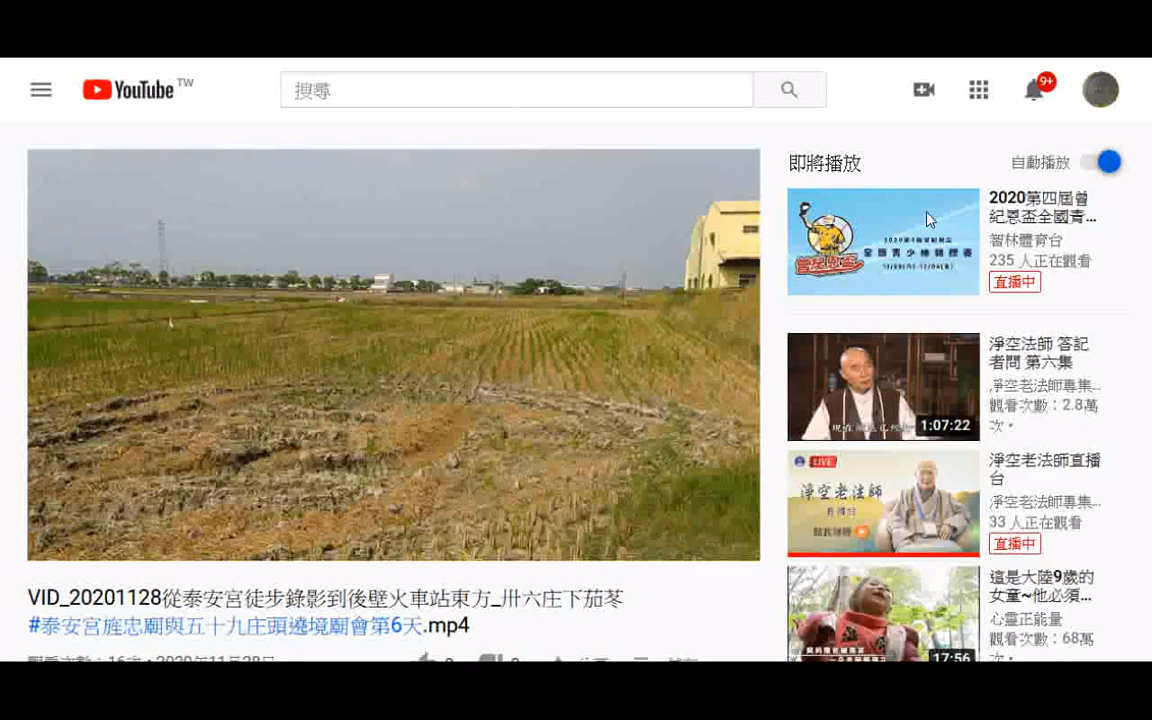 YouTube TW
搜尋
9+
即將播放
自動播放
2020第四屆曾
紀恩盃全國青...
智林體育台
235 人正在觀看
直播中
淨空法師 答記
者問 第六集
淨空老法師專集...
觀看次數：2.8萬
次・
1:07:22
LIVE
淨空老法師
淨空老法師直播
台
淨空老法師專集...
33 人正在觀看
直播中
這是大陸9歲的
女童~他必須...
心靈正能量
觀看次數：68萬
17:56
VID_20201128從泰安宮徒步錄影到後壁火車站東方_卅六庄下茄苳
#泰安宮旌忠廟與五十九庄頭遶境廟會第6天.mp4